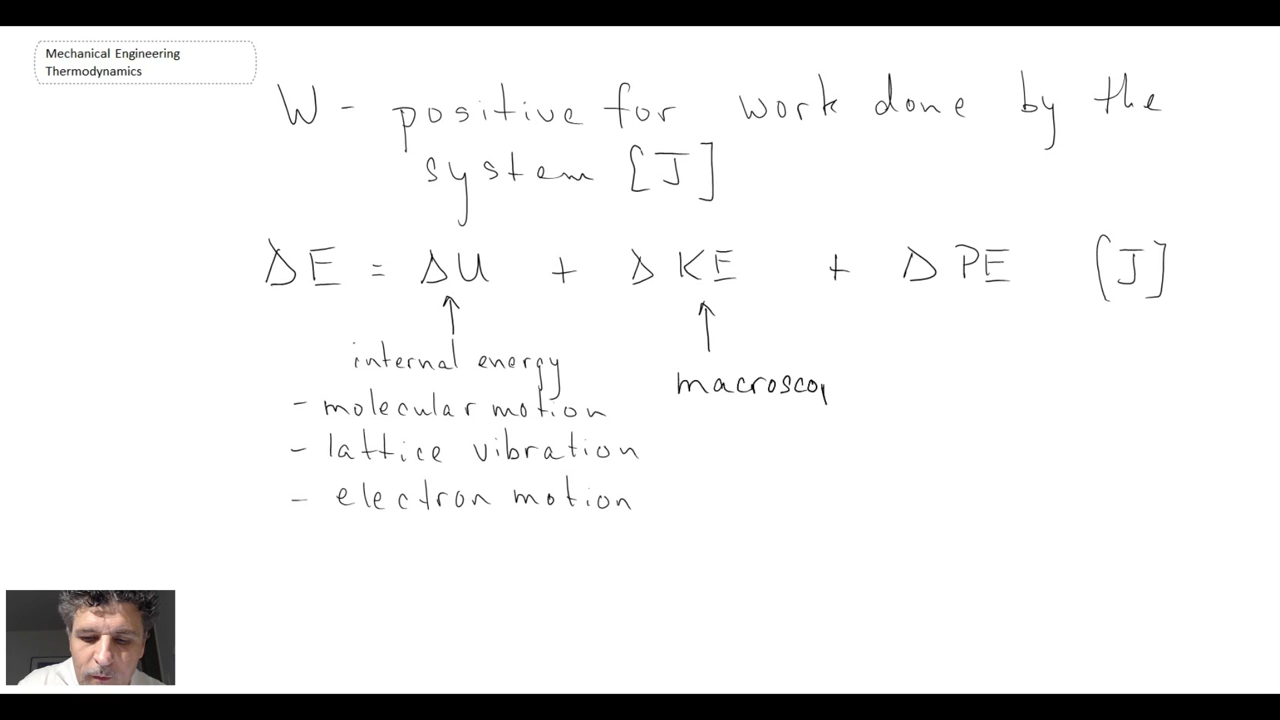 Mechanical Engineering
Thermodynamics
W - positive for work done by the
system [J]
ΔE = ΔU + ΔKE + ΔPE [J]
internal energy
macroscop
- molecular motion
- lattice vibration
- electron motion